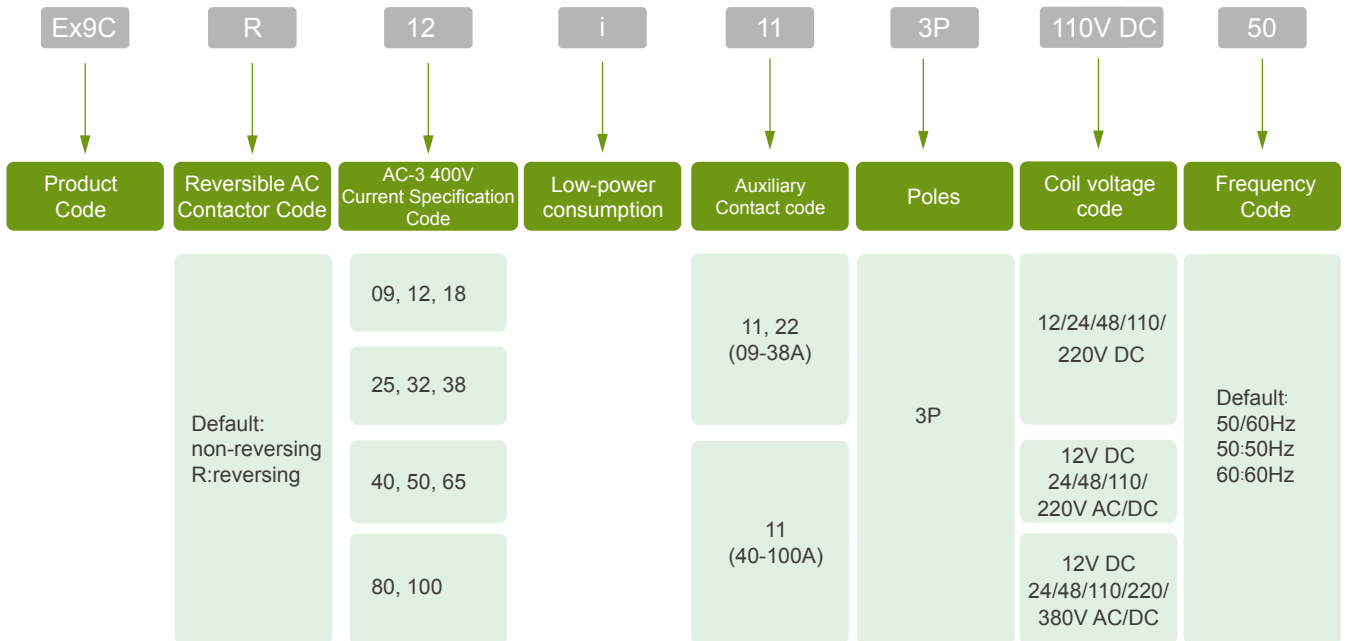 Ex9C
R
12
i
11
3P
110V DC
50
Product
Code
Reversible AC
Contactor Code
AC-3 400V
Current Specification
Code
Low-power
consumption
Auxiliary
Contact code
Poles
Coil voltage
code
Frequency
Code
Default:
non-reversing
R:reversing
09, 12, 18
25, 32, 38
40, 50, 65
80, 100
11, 22
(09-38A)
11
(40-100A)
3P
12/24/48/110/
220V DC
12V DC
24/48/110/
220V AC/DC
12V DC
24/48/110/220/
380V AC/DC
Default:
50/60Hz
50:50Hz
60:60Hz